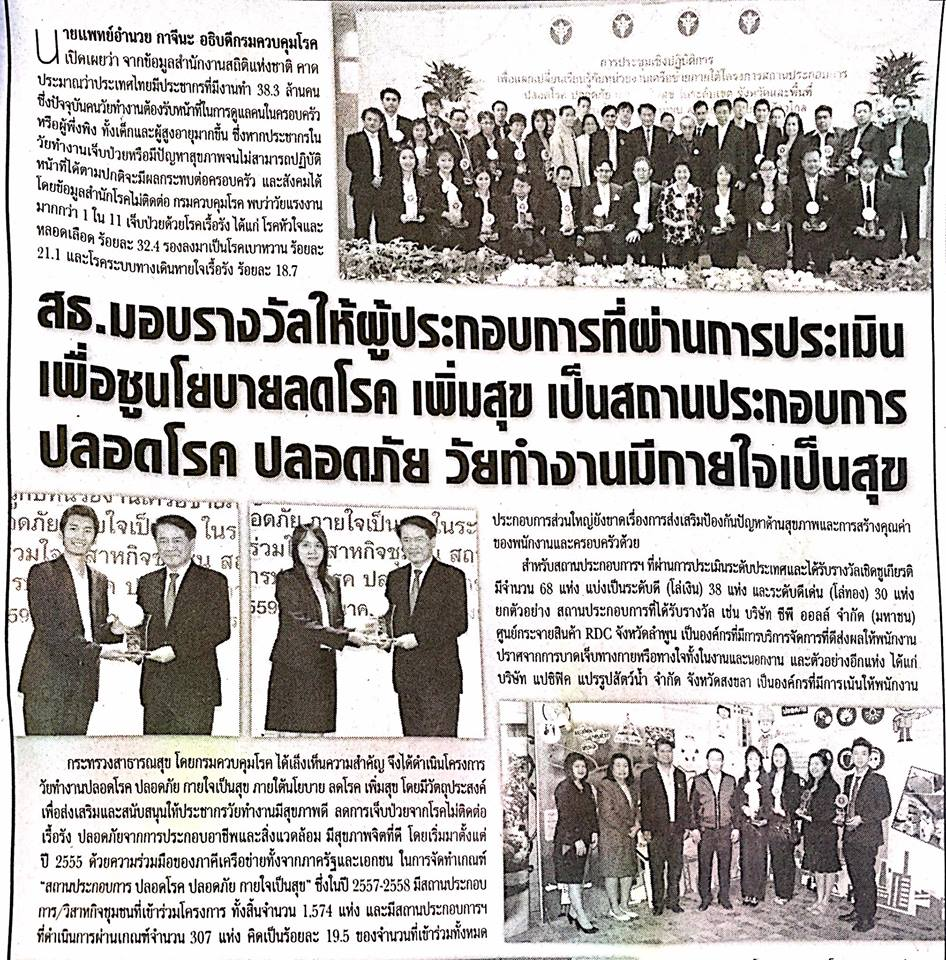 นายแพทย์อำนวย กาจีนะ อธิบดีกรมควบคุมโรค
เปิดเผยว่า จากข้อมูลสำนักงานสถิติแห่งชาติ คาด
ประมาณว่าประเทศไทยมีประชากรที่มีงานทำ 38.3 ล้านคน
ซึ่งปัจจุบันคนวัยทำงานต้องรับหน้าที่ในการดูแลคนในครอบครัว
หรือผู้พึ่งพิง ทั้งเด็กและผู้สูงอายุมากขึ้น ซึ่งหากประชากรใน
วัยทำงานเจ็บป่วยหรือมีปัญหาสุขภาพจนไม่สามารถปฏิบัติ
หน้าที่ได้ตามปกติจะมีผลกระทบต่อครอบครัว และสังคมได้
โดยข้อมูลสำนักโรคไม่ติดต่อ กรมควบคุมโรค พบว่าวัยแรงงาน
มากกว่า 1 ใน 11 เจ็บป่วยด้วยโรคเรื้อรัง ได้แก่ โรคหัวใจและ
หลอดเลือด ร้อยละ 32.4 รองลงมาเป็นโรคเบาหวาน ร้อยละ
21.1 และโรคระบบทางเดินหายใจเรื้อรัง ร้อยละ 18.7
การประชุมเชิงปฏิบัติการ
เพื่อแลกเปลี่ยนเรียนรู้กับหน่วยงานเครือข่ายภายใต้โครงการสถานประกอบการ
ปลอดโรค ปลอดภัย
สธ.มอบรางวัลให้ผู้ประกอบการที่ผ่านการประเมิน
เพื่อชูนโยบายลดโรค เพิ่มสุข เป็นสถานประกอบการ
ปลอดโรค ปลอดภัย วัยทำงานมีกายใจเป็นสุข
กระทรวงสาธารณสุข โดยกรมควบคุมโรค ได้เล็งเห็นความสำคัญ จึงได้ดำเนินโครงการ
วัยทำงานปลอดโรค ปลอดภัย กายใจเป็นสุข ภายใต้นโยบาย ลดโรค เพิ่มสุข โดยมีวัตถุประสงค์
เพื่อส่งเสริมและสนับสนุนให้ประชากรวัยทำงานมีสุขภาพดี ลดการเจ็บป่วยจากโรคไม่ติดต่อ
เรื้อรัง ปลอดภัยจากการประกอบอาชีพและสิ่งแวดล้อม มีสุขภาพจิตที่ดี โดยเริ่มมาตั้งแต่
ปี 2555 ด้วยความร่วมมือของภาคีเครือข่ายทั้งจากภาครัฐและเอกชน ในการจัดทำเกณฑ์
"สถานประกอบการ ปลอดโรค ปลอดภัย กายใจเป็นสุข" ซึ่งในปี 2557-2558 มีสถานประกอบ
การ/วิสาหกิจชุมชนที่เข้าร่วมโครงการ ทั้งสิ้นจำนวน 1,574 แห่ง และมีสถานประกอบการฯ
ที่ดำเนินการผ่านเกณฑ์จำนวน 307 แห่ง คิดเป็นร้อยละ 19.5 ของจำนวนที่เข้าร่วมทั้งหมด
ประกอบการส่วนใหญ่ยังขาดเรื่องการส่งเสริมป้องกันปัญหาด้านสุขภาพและการสร้างคุณค่า
ของพนักงานและครอบครัวด้วย
สำหรับสถานประกอบการฯ ที่ผ่านการประเมินระดับประเทศและได้รับรางวัลเชิดชูเกียรติ
มีจำนวน 68 แห่ง แบ่งเป็นระดับดี (โล่เงิน) 38 แห่ง และระดับดีเด่น (โล่ทอง) 30 แห่ง
ยกตัวอย่าง สถานประกอบการที่ได้รับรางวัล เช่น บริษัท ซีพี ออลล์ จำกัด (มหาชน)
ศูนย์กระจายสินค้า RDC จังหวัดลำพูน เป็นองค์กรที่มีการบริการจัดการที่ดีส่งผลให้พนักงาน
ปราศจากการบาดเจ็บทางกายหรือทางใจทั้งในงานและนอกงาน และตัวอย่างอีกแห่ง ได้แก่
บริษัท แปซิฟิค แปรรูปสัตว์น้ำ จำกัด จังหวัดสงขลา เป็นองค์กรที่มีการเน้นให้พนักงาน